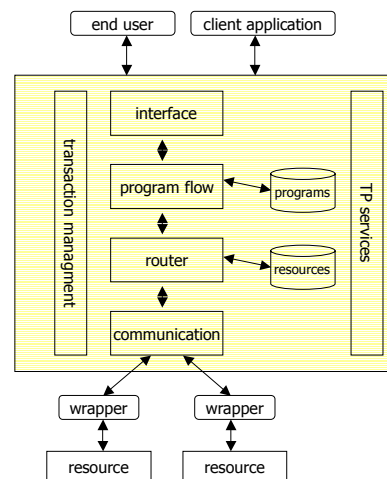 end user
client application
interface
transaction managment
program flow
programs
TP services
router
resources
communication
wrapper
wrapper
resource
resource